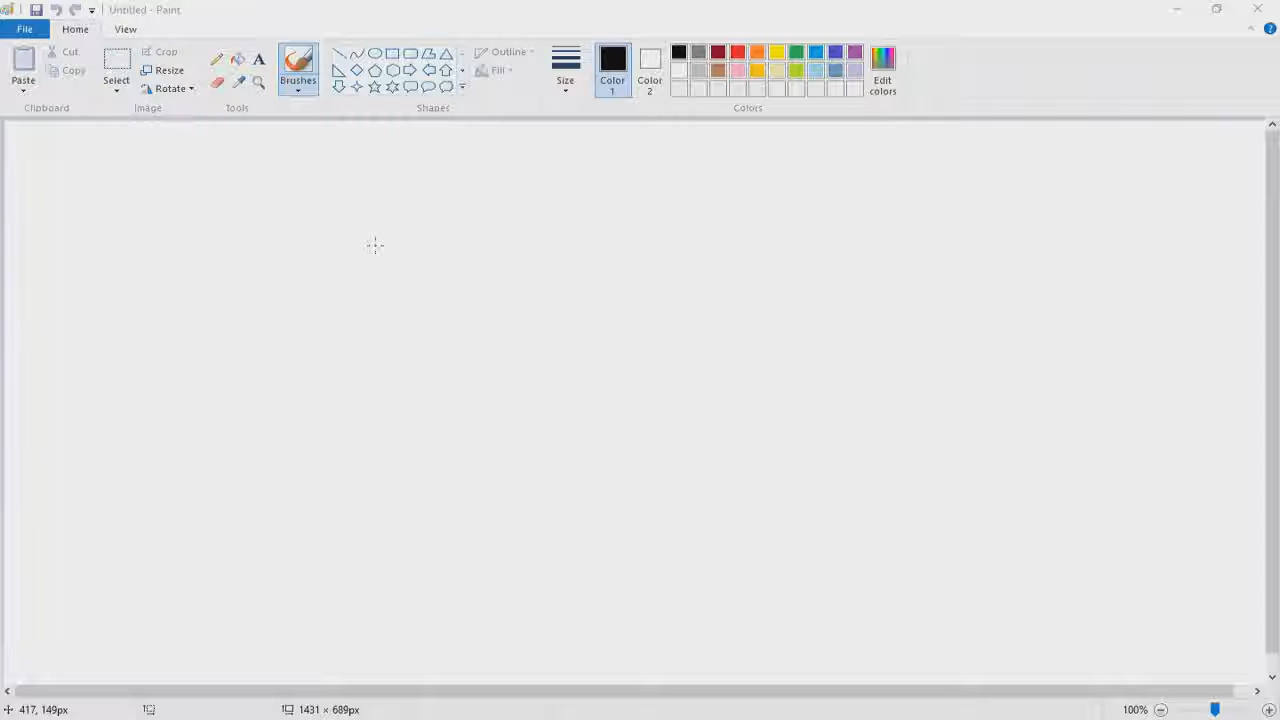 Untitled - Paint
File Home View
Paste
Cut
Copy
Clipboard
Select
Crop
Resize
Rotate
Image
A
Tools
Brushes
Shapes
Outline
Fill
Size
Color 1
Color 2
Edit colors
Colors
417, 149px
1431 × 689px
100%